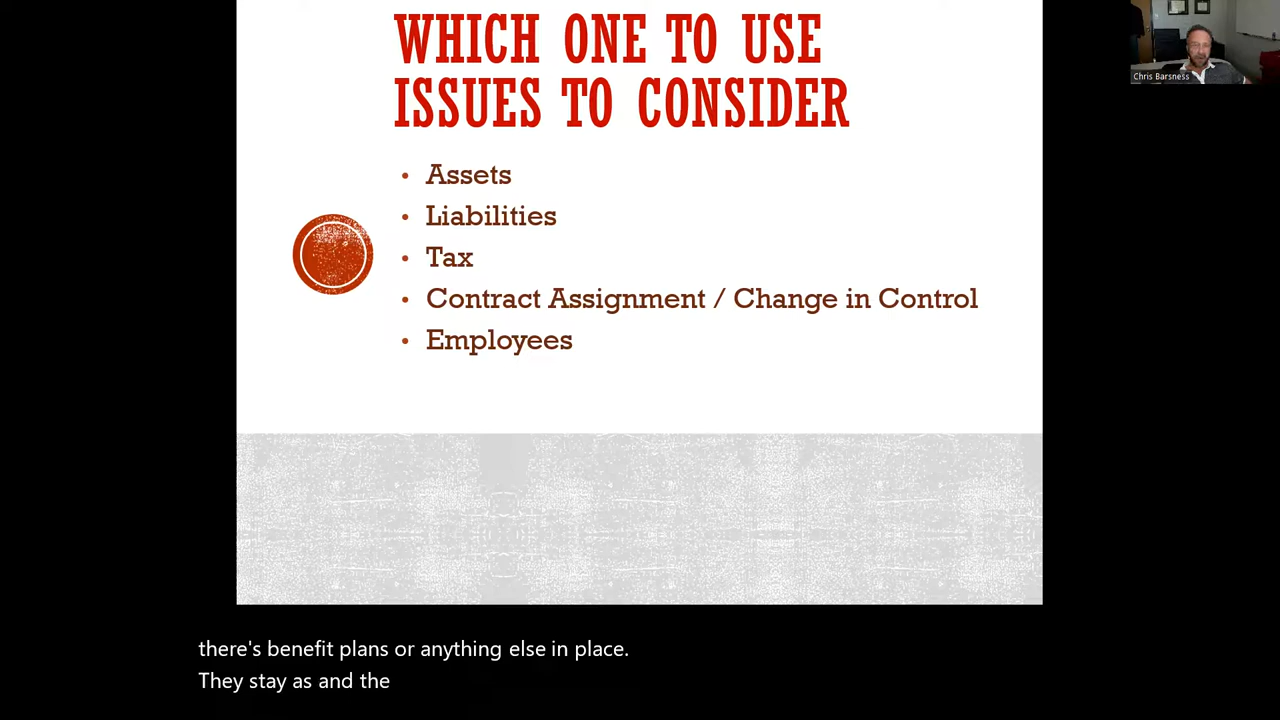 WHICH ONE TO USE
ISSUES TO CONSIDER
• Assets
• Liabilities
• Tax
• Contract Assignment / Change in Control
• Employees
Chris Barsness
there's benefit plans or anything else in place.
They stay as and the